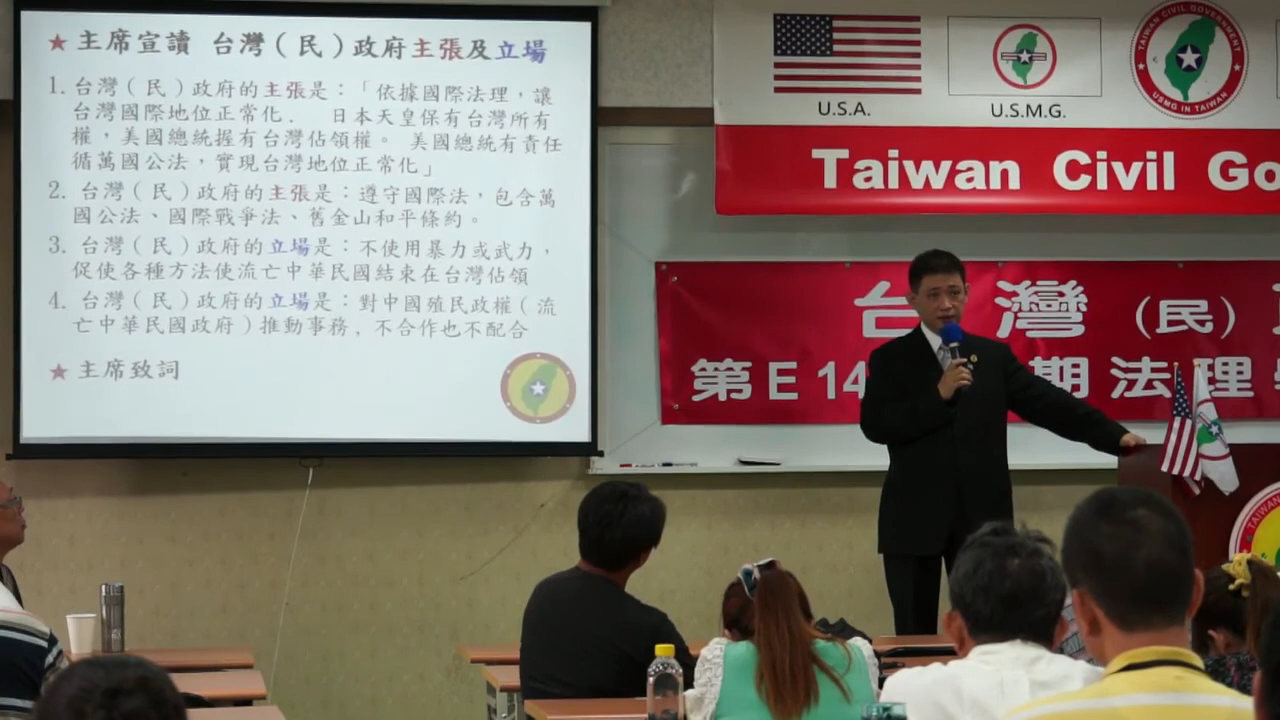 ★ 主席宣讀 台灣（民）政府主張及立場
1. 台灣（民）政府的主張是：「依據國際法理，讓
台灣國際地位正常化． 日本天皇保有台灣所有
權，美國總統握有台灣佔領權。 美國總統有責任
循萬國公法，實現台灣地位正常化」
2. 台灣（民）政府的主張是：遵守國際法，包含萬
國公法、國際戰爭法、舊金山和平條約。
3. 台灣（民）政府的立場是：不使用暴力或武力，
促使各種方法使流亡中華民國結束在台灣佔領
4. 台灣（民）政府的立場是：對中國殖民政權（流
亡中華民國政府）推動事務，不合作也不配合
★ 主席致詞
U.S.A.
U.S.M.G.
TAIWAN CIVIL GOVERNMENT
USMG IN TAIWAN
Taiwan Civil Go
台灣（民）
第E14 期法理
TAIWAN